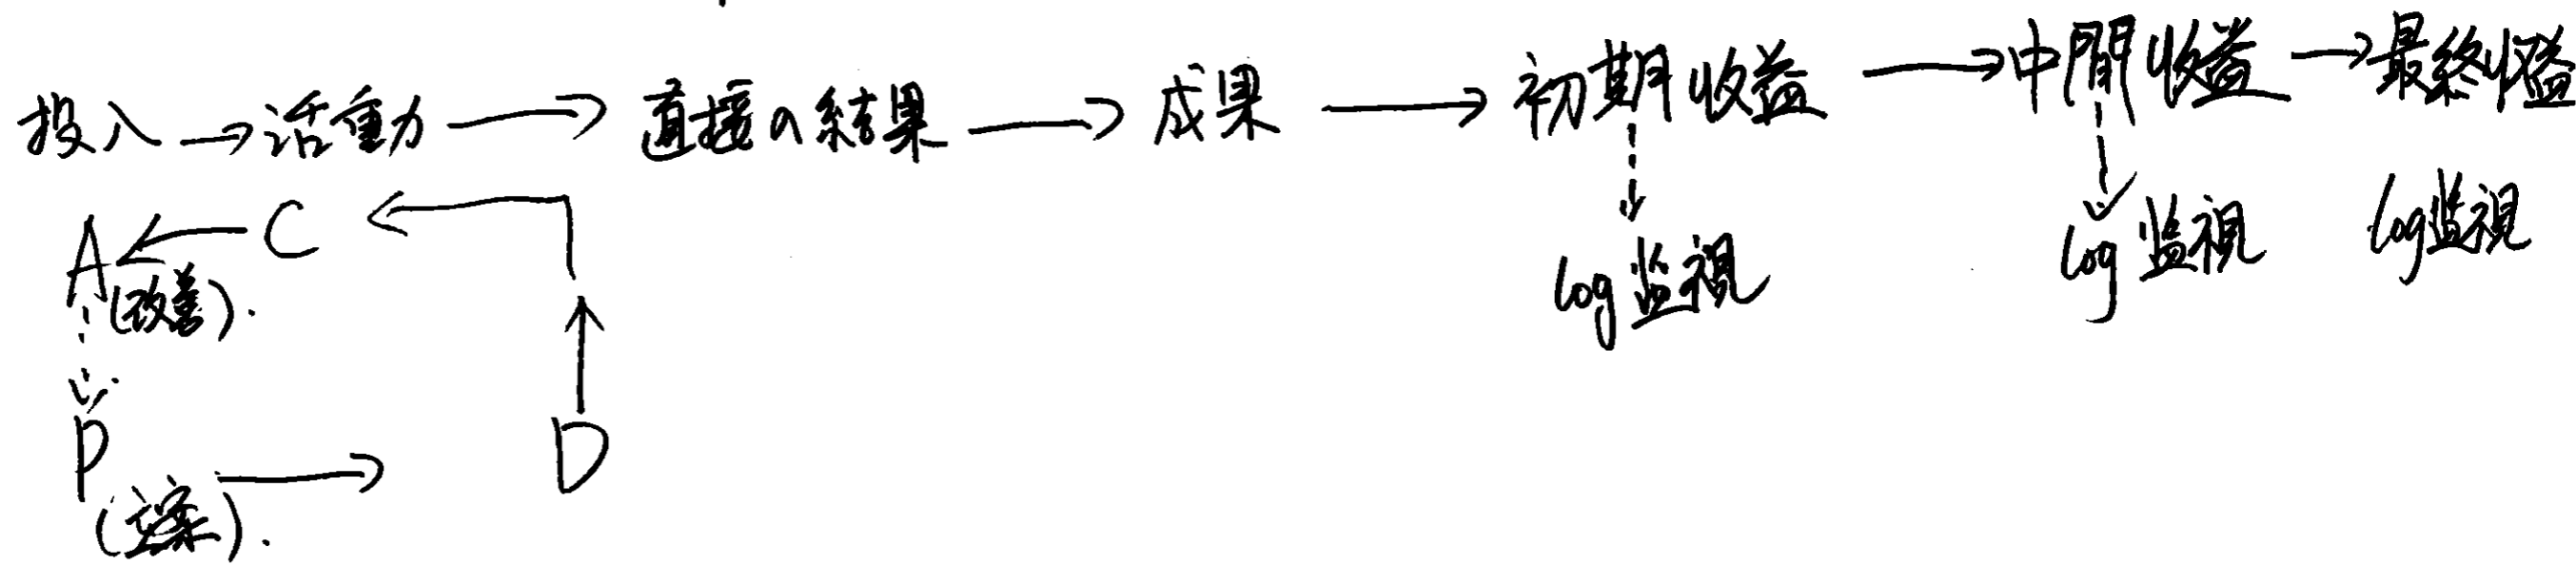 投入→活動→直接の結果→成果→初期収益→中間収益→最終収益
A←C←
(改善).
log監視 log監視 log監視
P→D
(立案).